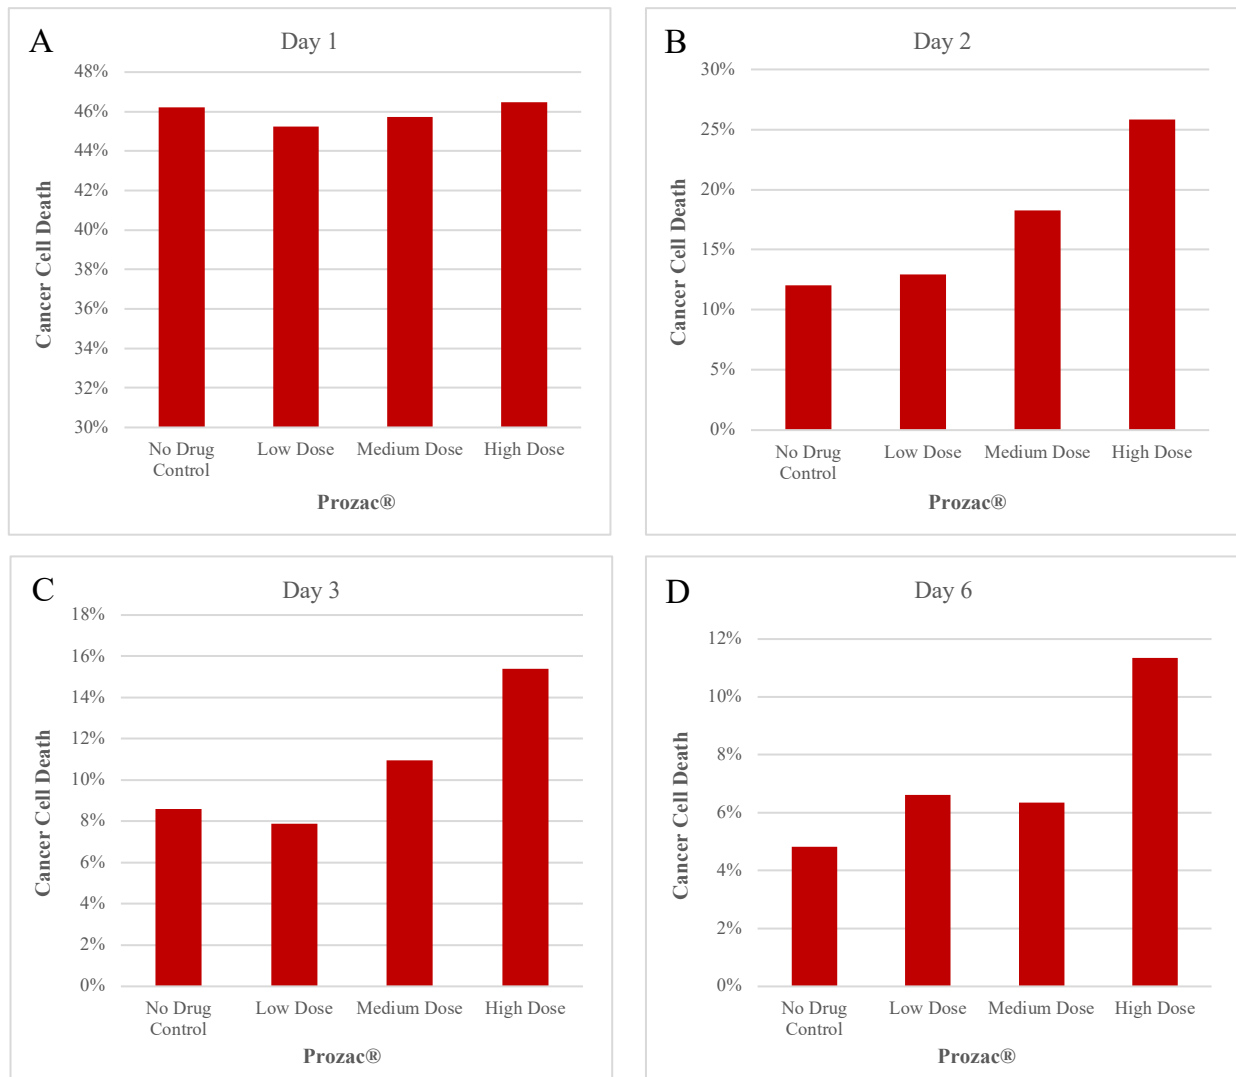 A
Day 1
48%
46%
44%
42%
40%
38%
36%
34%
32%
30%
Cancer Cell Death
No Drug
Control
Low Dose
Medium Dose
High Dose
Prozac®
B
Day 2
30%
25%
20%
15%
10%
5%
0%
Cancer Cell Death
No Drug
Control
Low Dose
Medium Dose
High Dose
Prozac®
C
Day 3
18%
16%
14%
12%
10%
8%
6%
4%
2%
0%
Cancer Cell Death
No Drug
Control
Low Dose
Medium Dose
High Dose
Prozac®
D
Day 6
12%
10%
8%
6%
4%
2%
0%
Cancer Cell Death
No Drug
Control
Low Dose
Medium Dose
High Dose
Prozac®